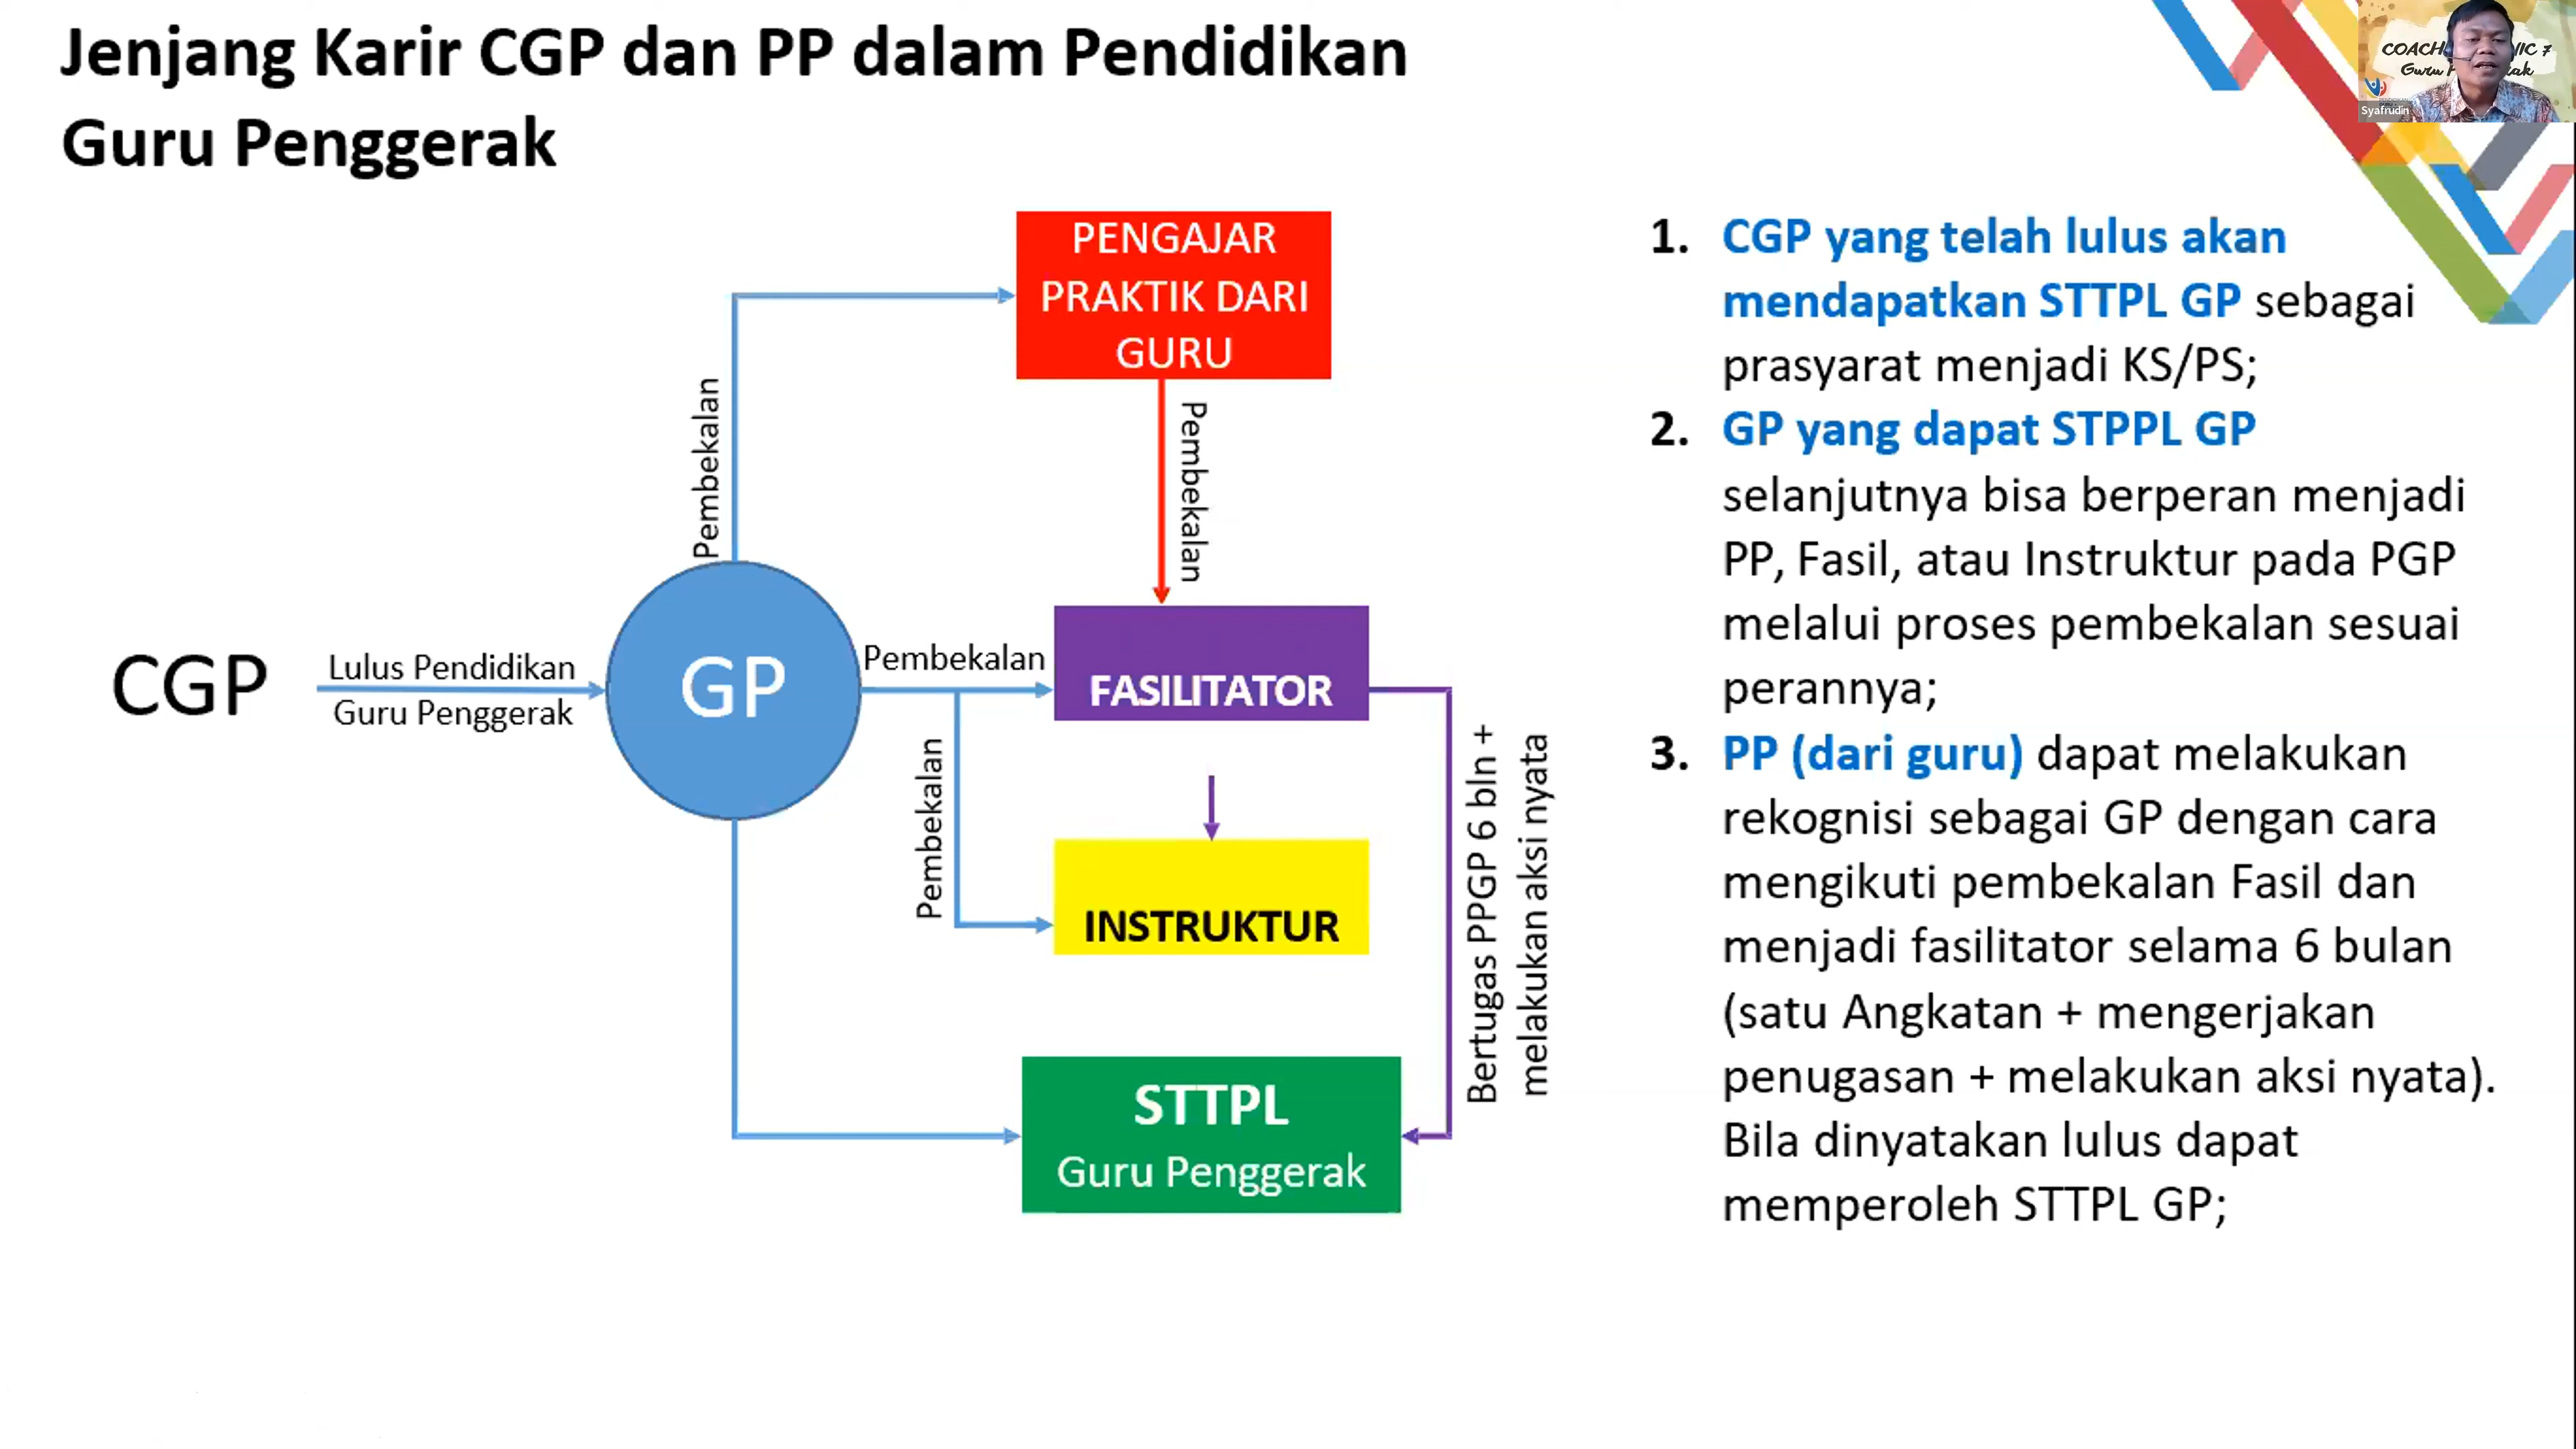 Jenjang Karir CGP dan PP dalam Pendidikan
Guru Penggerak
Syafrudin
PENGAJAR
PRAKTIK DARI
GURU
Pembekalan
Pembekalan
CGP
Lulus Pendidikan
Guru Penggerak
GP
Pembekalan
FASILITATOR
Pembekalan
INSTRUKTUR
Bertugas PPGP 6 bln +
melakukan aksi nyata
STTPL
Guru Penggerak
1. CGP yang telah lulus akan
mendapatkan STTPL GP sebagai
prasyarat menjadi KS/PS;
2. GP yang dapat STPPL GP
selanjutnya bisa berperan menjadi
PP, Fasil, atau Instruktur pada PGP
melalui proses pembekalan sesuai
perannya;
3. PP (dari guru) dapat melakukan
rekognisi sebagai GP dengan cara
mengikuti pembekalan Fasil dan
menjadi fasilitator selama 6 bulan
(satu Angkatan + mengerjakan
penugasan + melakukan aksi nyata).
Bila dinyatakan lulus dapat
memperoleh STTPL GP;